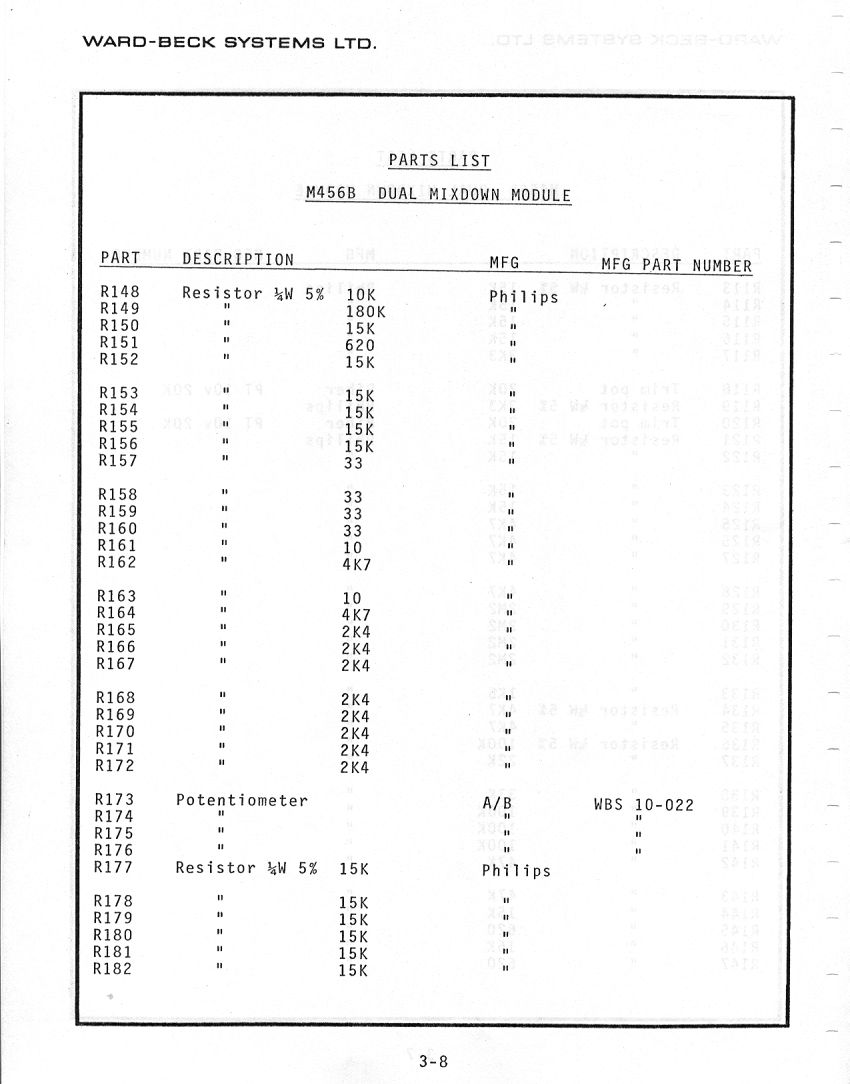 WARD-BECK SYSTEMS LTD.
PARTS LIST
M456B DUAL MIXDOWN MODULE
PART DESCRIPTION MFG MFG PART NUMBER
R148 Resistor ¼W 5% 10K Philips
R149 " 180K "
R150 " 15K "
R151 " 620 "
R152 " 15K "
R153 " 15K "
R154 " 15K "
R155 " 15K "
R156 " 15K "
R157 " 33 "
R158 " 33 "
R159 " 33 "
R160 " 33 "
R161 " 10 "
R162 " 4K7 "
R163 " 10 "
R164 " 4K7 "
R165 " 2K4 "
R166 " 2K4 "
R167 " 2K4 "
R168 " 2K4 "
R169 " 2K4 "
R170 " 2K4 "
R171 " 2K4 "
R172 " 2K4 "
R173 Potentiometer A/B WBS 10-022
R174 " " "
R175 " " "
R176 " " "
R177 Resistor ¼W 5% 15K Philips
R178 " 15K "
R179 " 15K "
R180 " 15K "
R181 " 15K "
R182 " 15K "
3-8